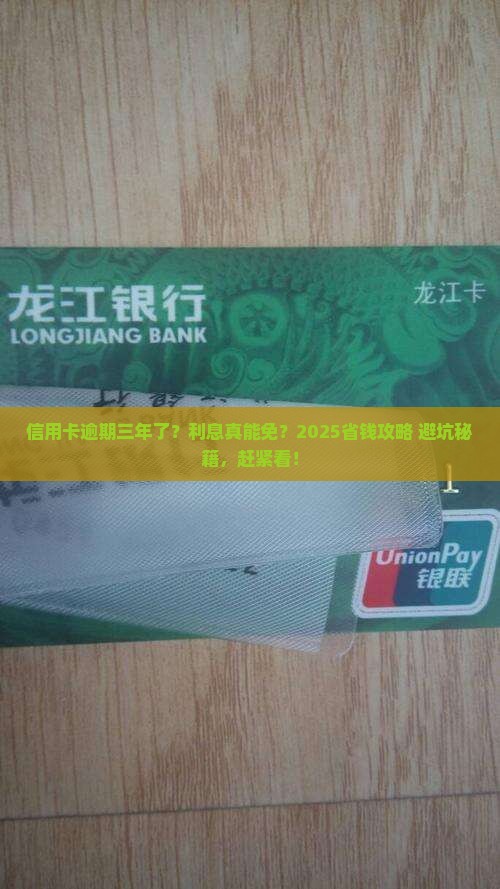 龙江银行
龙江卡
LONGJIANG BANK
信用卡逾期三年了？利息真能免？2025省钱攻略 避坑秘
藉，赶紧看！
1
UnionPay
银联